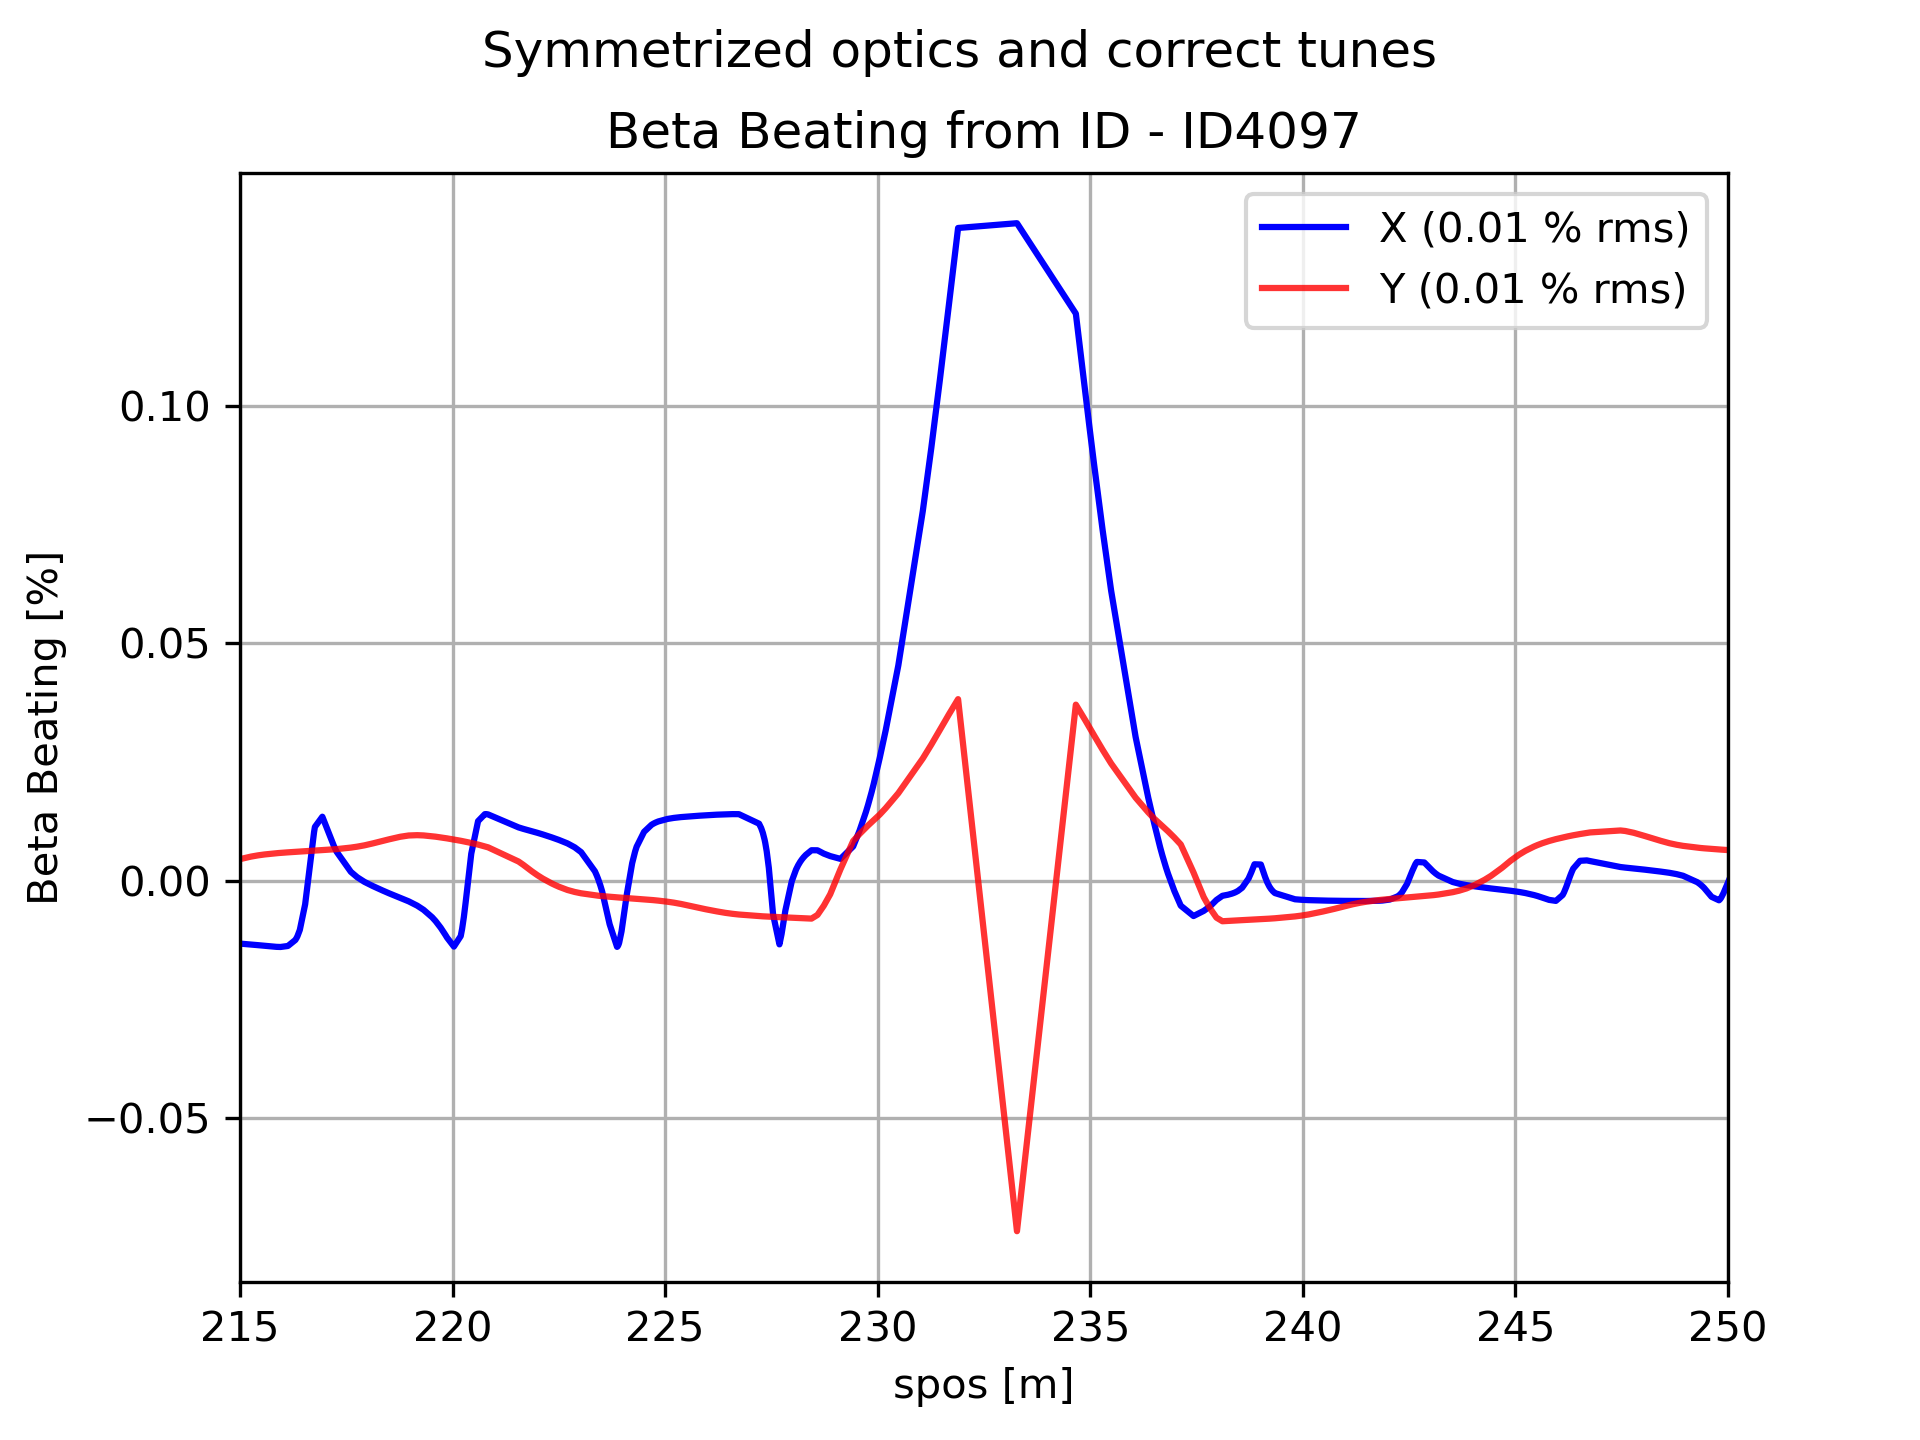 Symmetrized optics and correct tunes
Beta Beating from ID - ID4097
X (0.01 % rms)
Y (0.01 % rms)
Beta Beating [%]
0.10
0.05
0.00
−0.05
215 220 225 230 235 240 245 250
spos [m]